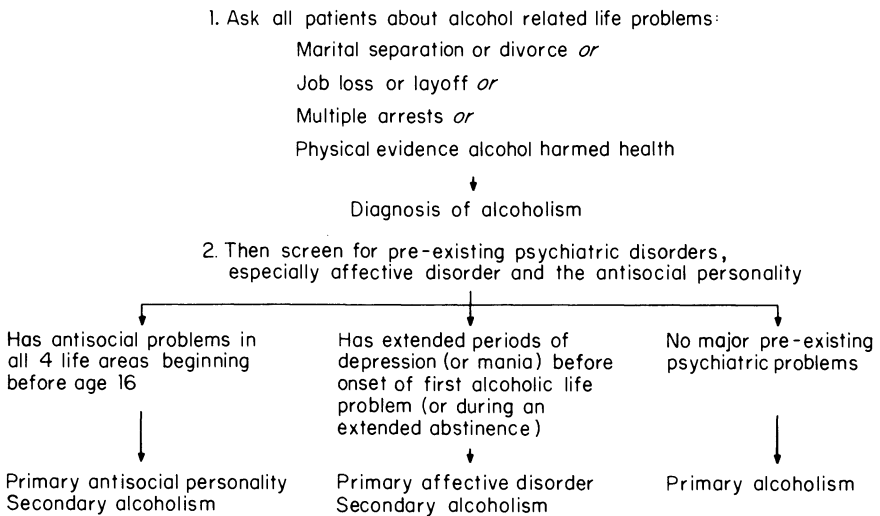 1. Ask all patients about alcohol related life problems:
Marital separation or divorce or
Job loss or layoff or
Multiple arrests or
Physical evidence alcohol harmed health
Diagnosis of alcoholism
2. Then screen for pre-existing psychiatric disorders,
especially affective disorder and the antisocial personality
Has antisocial problems in
all 4 life areas beginning
before age 16
Has extended periods of
depression (or mania) before
onset of first alcoholic life
problem (or during an
extended abstinence)
No major pre-existing
psychiatric problems
Primary antisocial personality
Secondary alcoholism
Primary affective disorder
Secondary alcoholism
Primary alcoholism